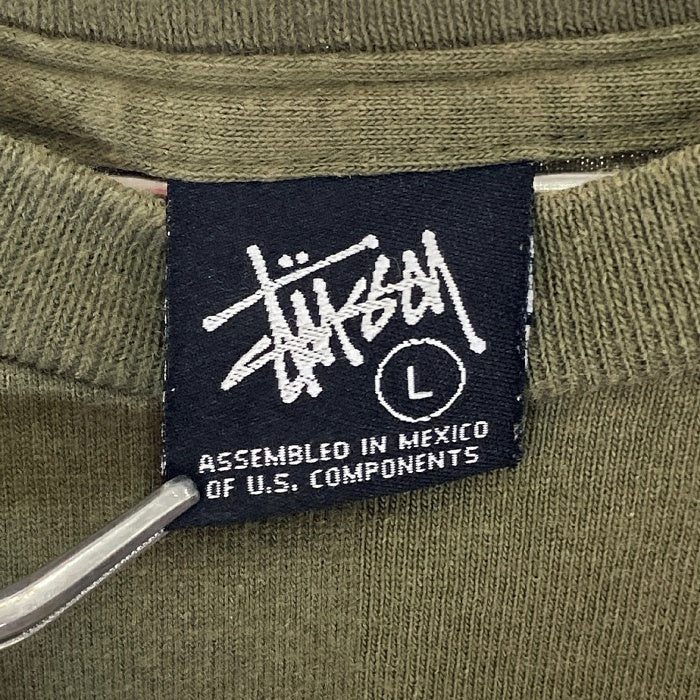 Stüssy
L
ASSEMBLED IN MEXICO
OF U.S. COMPONENTS